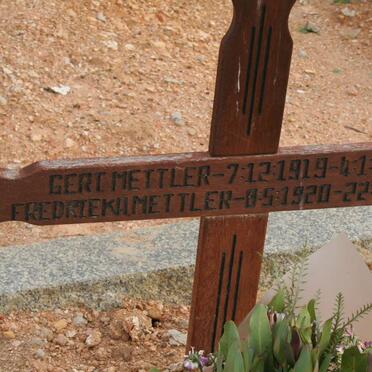 GERT METTLER-7:12:1919-4:1
FREDRIEKA METTLER-8:5:1920-22